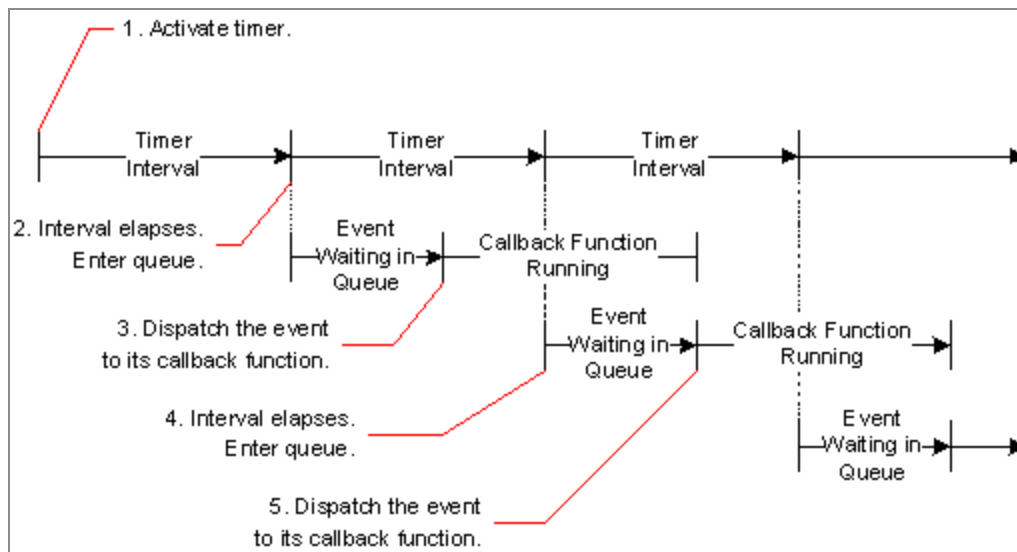 1. Activate timer.
Timer
Interval
Timer
Interval
Timer
Interval
2. Interval elapses.
Enter queue.
Event
Waiting in
Queue
Callback Function
Running
3. Dispatch the event
to its callback function.
Event
Waiting in
Queue
Callback Function
Running
4. Interval elapses.
Enter queue.
Event
Waiting in
Queue
5. Dispatch the event
to its callback function.